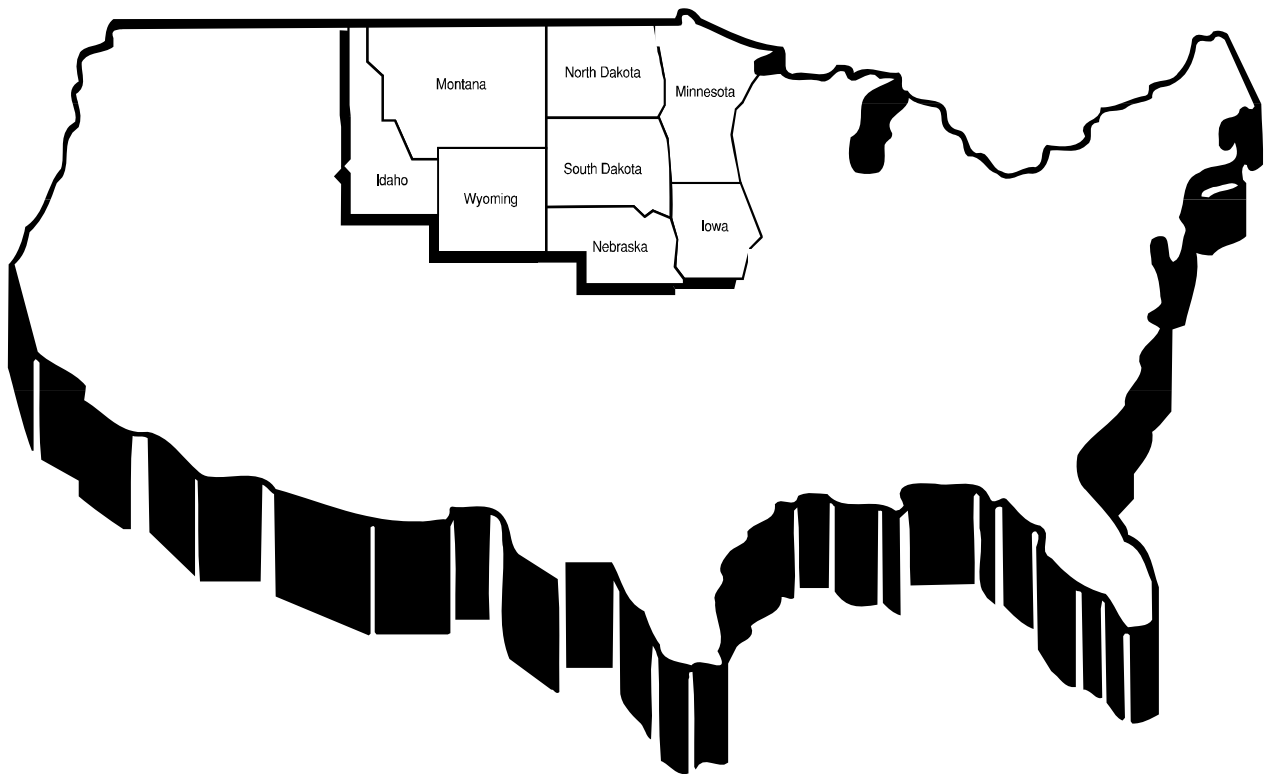 Montana
North Dakota
Minnesota
South Dakota
Idaho
Wyoming
Iowa
Nebraska